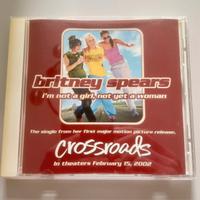 britney spears
i'm not a girl, not yet a woman
The single from her first major motion picture release,
crossroads
In theaters February 15, 2002